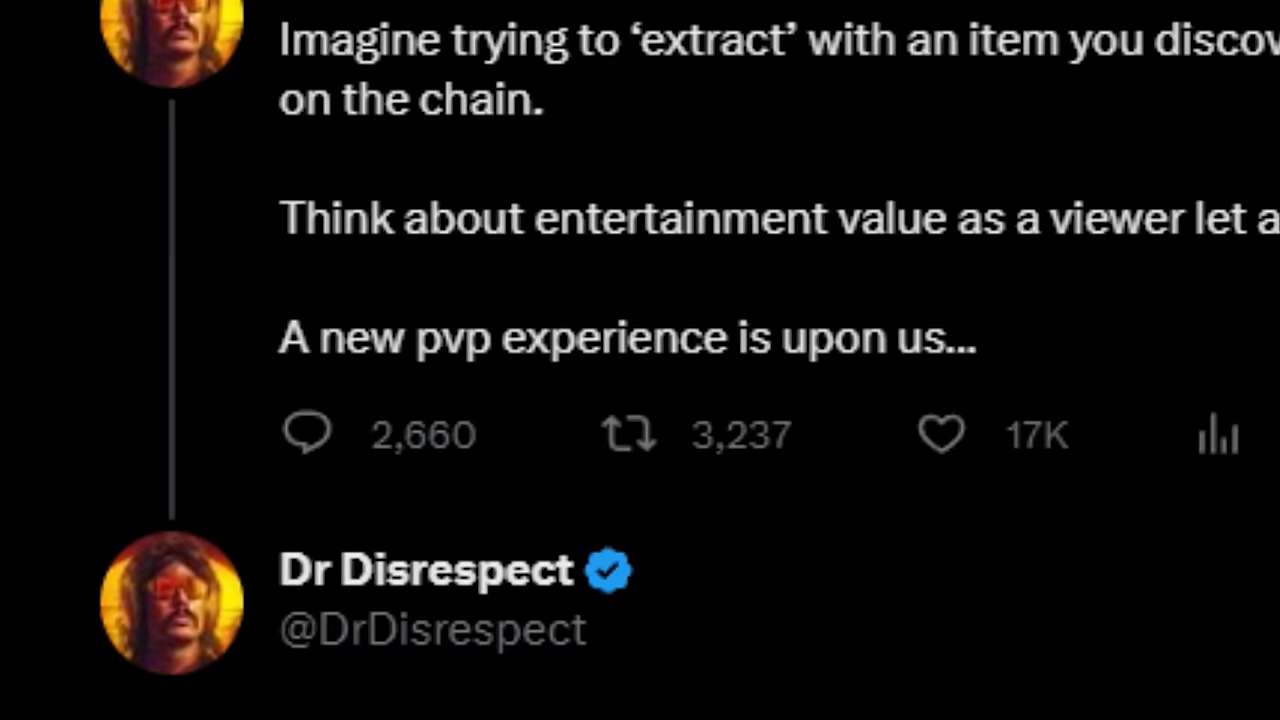 Imagine trying to ‘extract’ with an item you discov
on the chain.
Think about entertainment value as a viewer let a
A new pvp experience is upon us...
2,660 3,237 17K
Dr Disrespect
@DrDisrespect